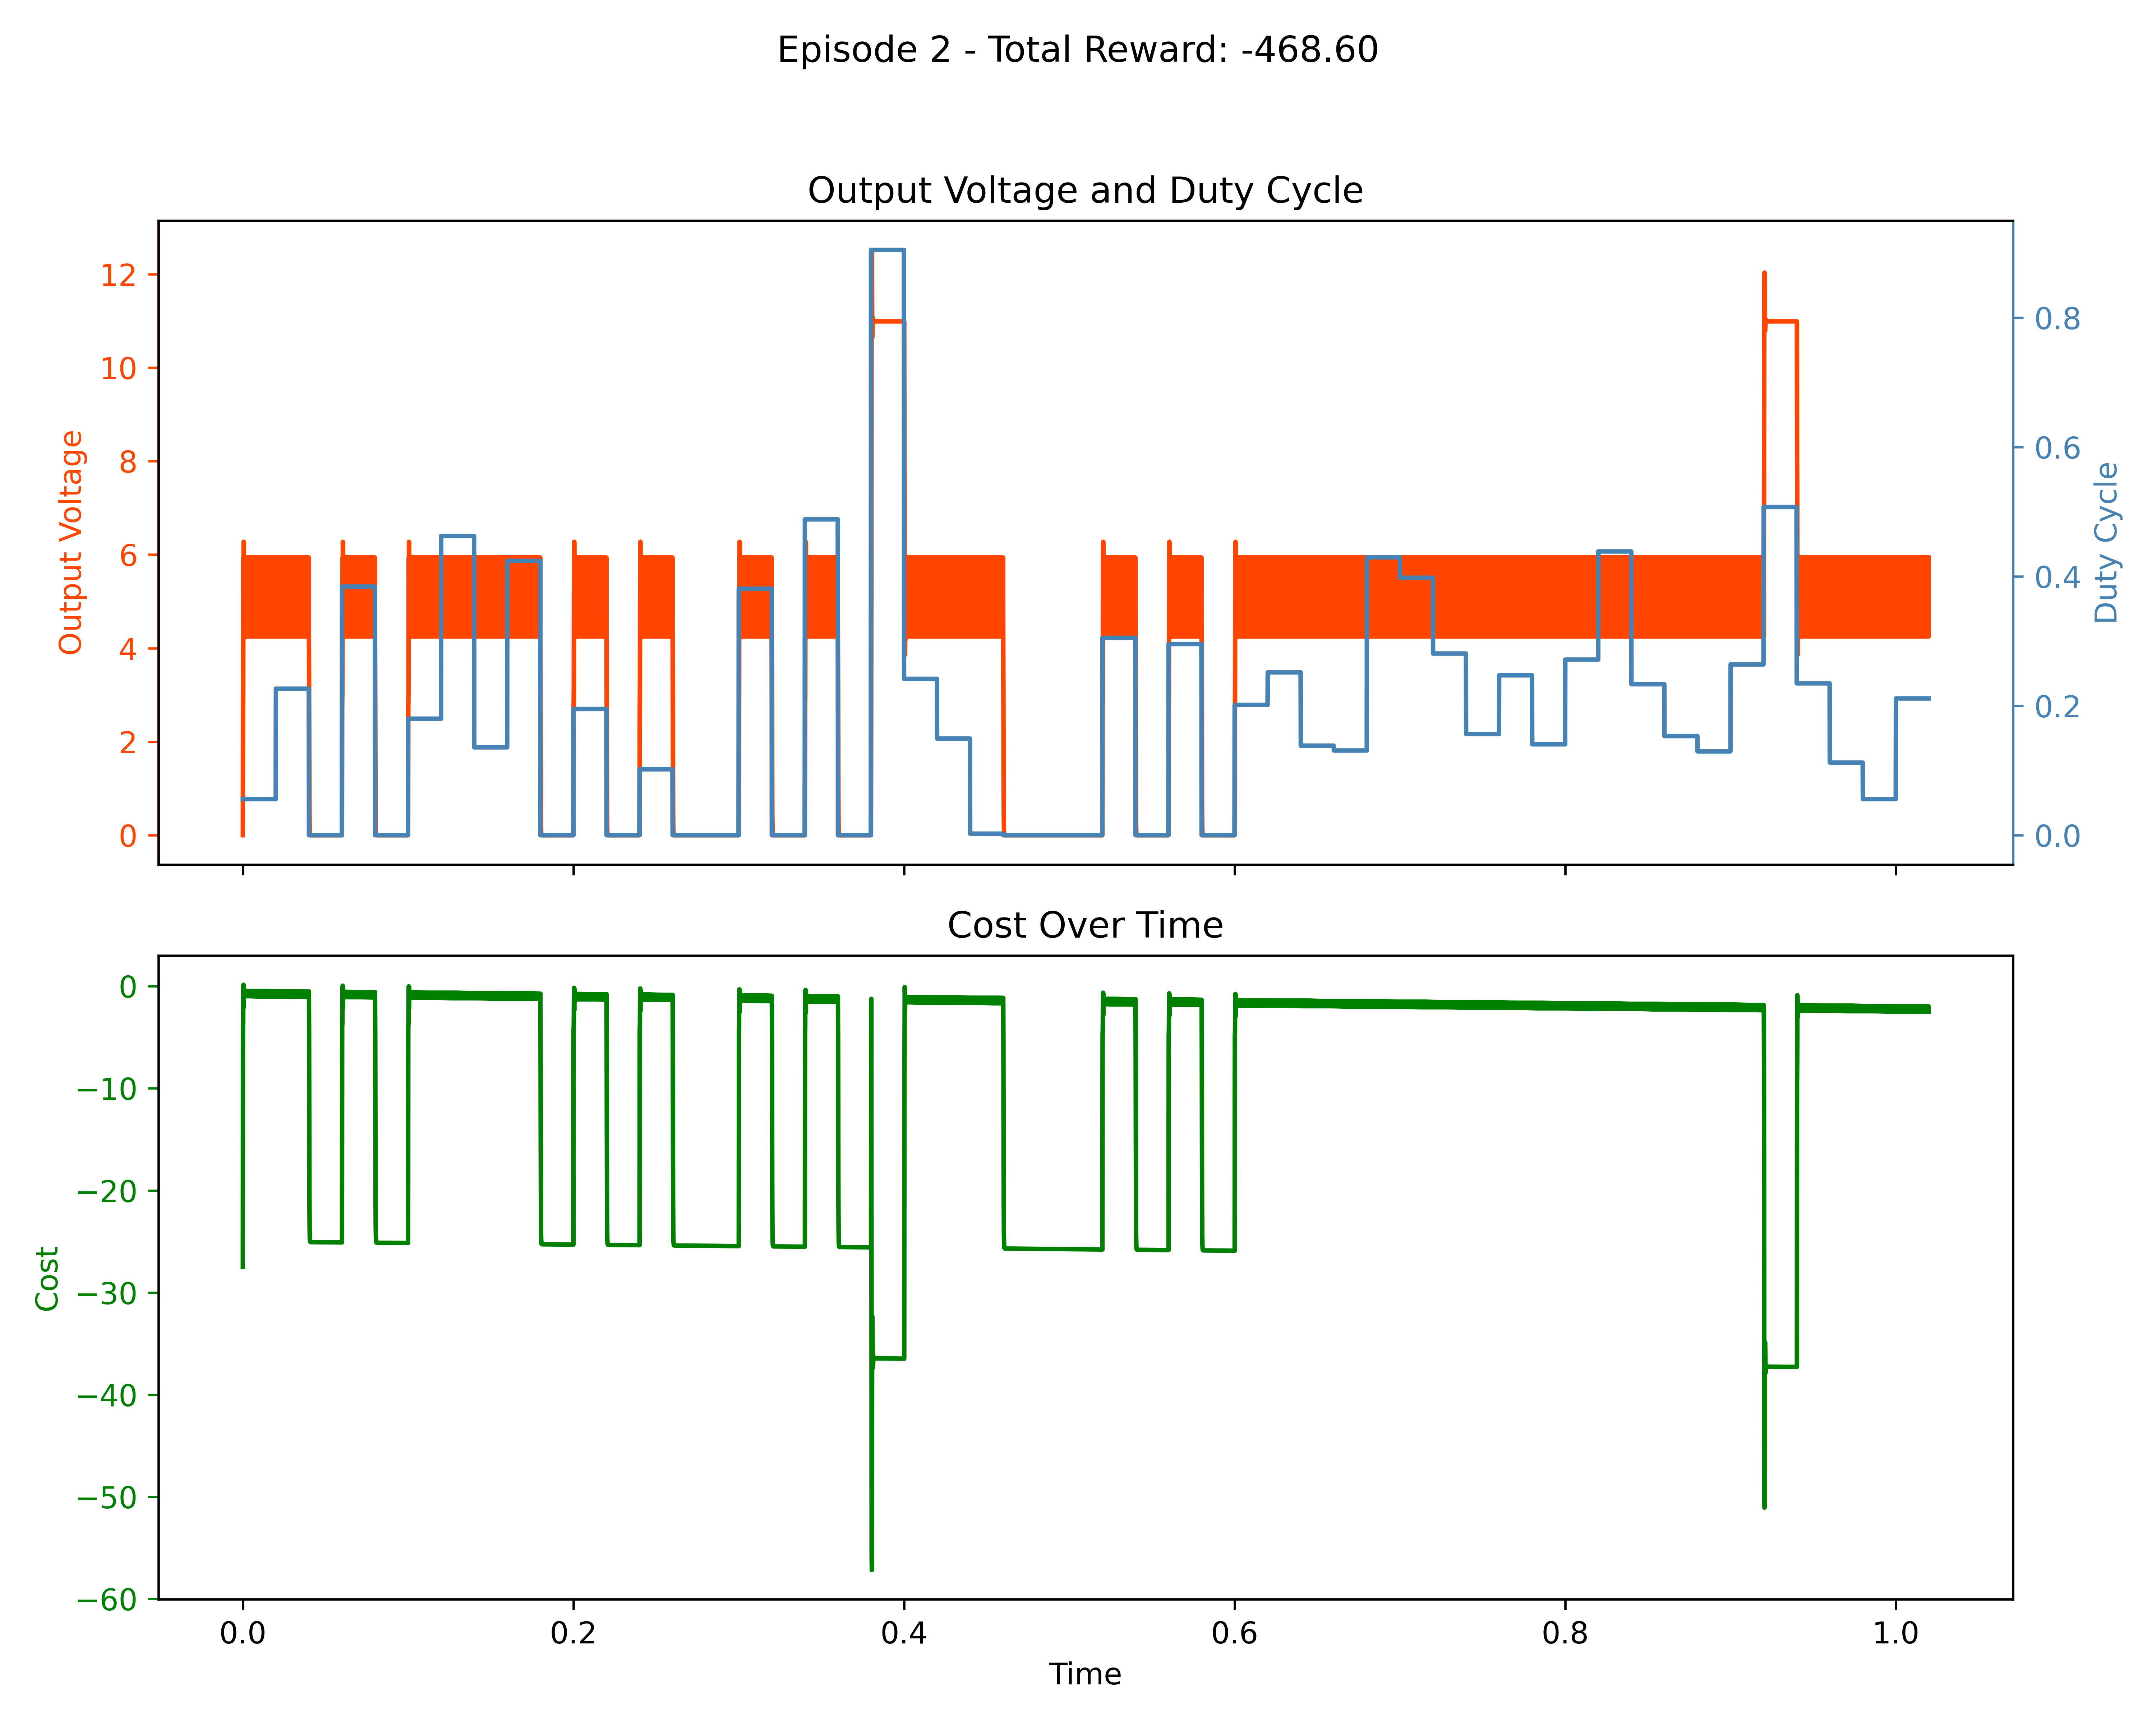 Episode 2 - Total Reward: -468.60
Output Voltage and Duty Cycle
12
10
8
6
4
2
0
Output Voltage
0.8
0.6
0.4
0.2
0.0
Duty Cycle
Cost Over Time
0
−10
−20
−30
−40
−50
−60
Cost
0.0 0.2 0.4 0.6 0.8 1.0
Time